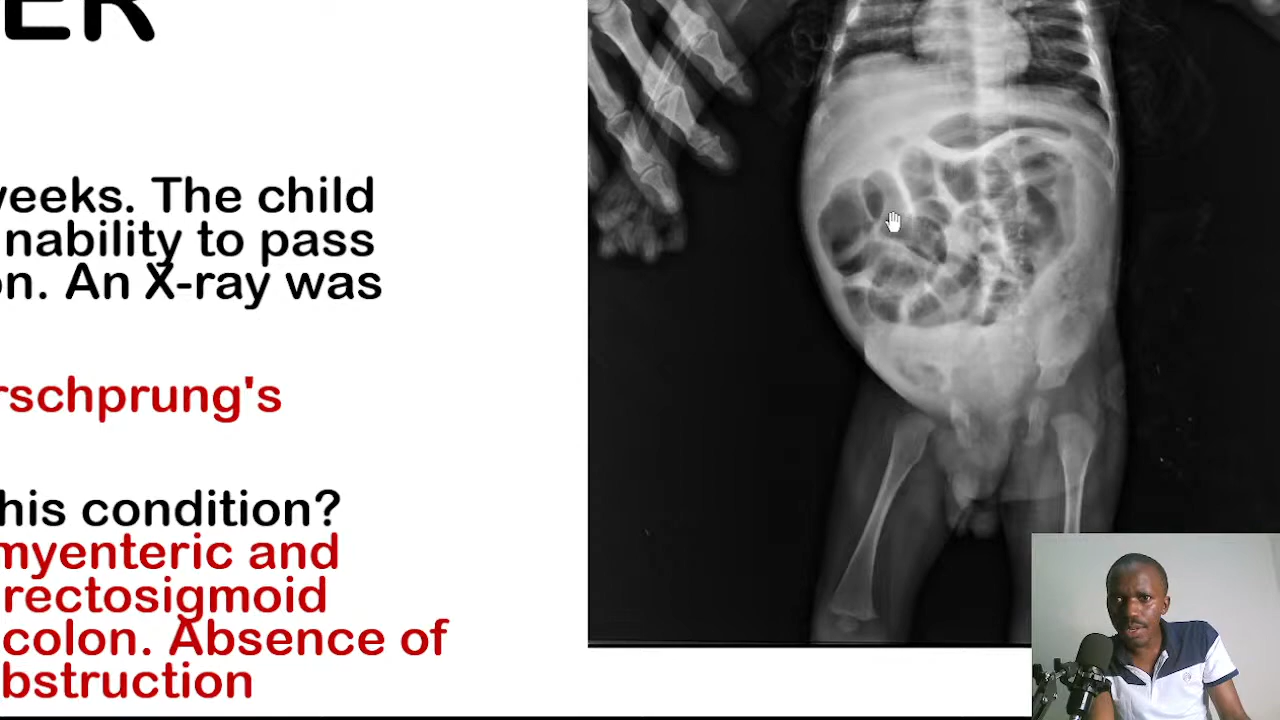 ER
weeks. The child
nability to pass
on. An X-ray was
rschprung's
his condition?
myenteric and
rectosigmoid
colon. Absence of
bstruction